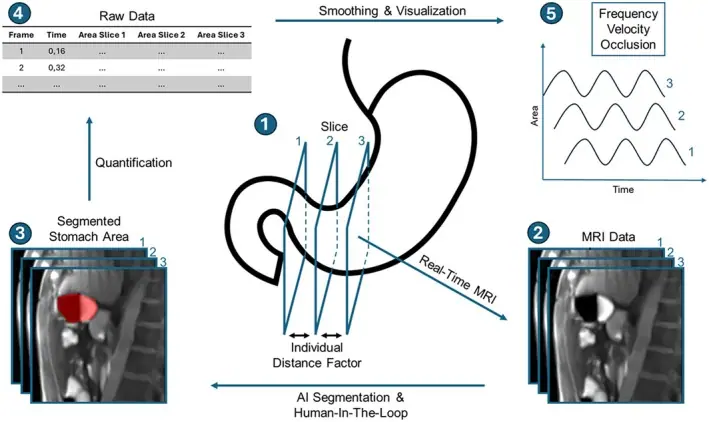 4
Raw Data
Frame Time Area Slice 1 Area Slice 2 Area Slice 3
1 0,16 ... ... ...
2 0,32 ... ... ...
... ... ... ... ...
Smoothing & Visualization
5
Frequency
Velocity
Occlusion
Area
3
2
1
Time
1
Slice
1 2 3
Individual
Distance Factor
Real-Time MRI
Quantification
3
Segmented
Stomach Area
1
2
3
2
MRI Data
1
2
3
AI Segmentation &
Human-In-The-Loop